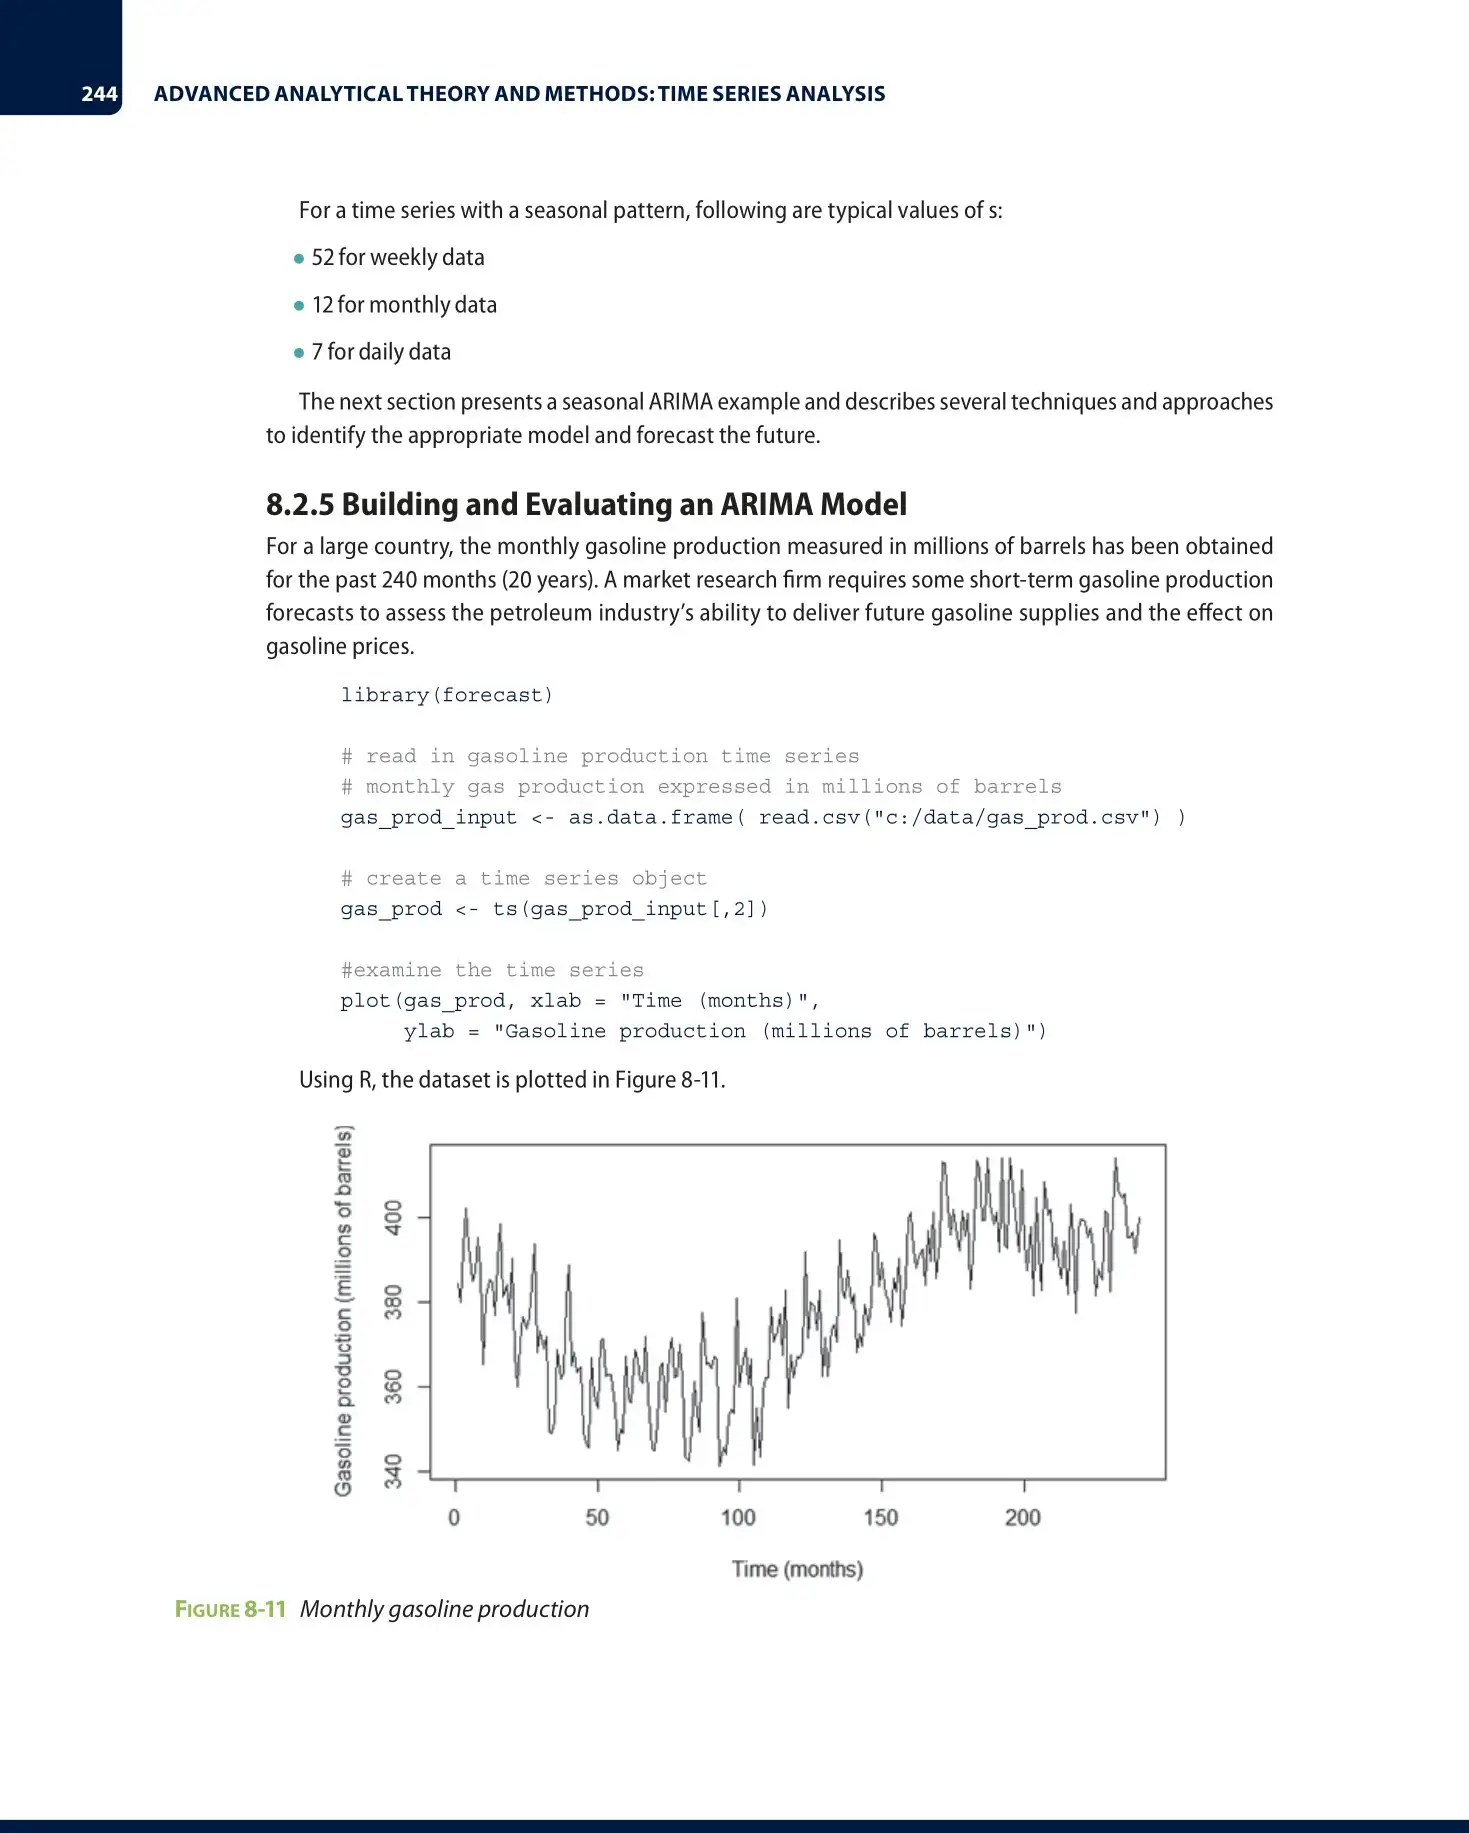 244 ADVANCED ANALYTICAL THEORY AND METHODS: TIME SERIES ANALYSIS
For a time series with a seasonal pattern, following are typical values of s:
• 52 for weekly data
• 12 for monthly data
• 7 for daily data
The next section presents a seasonal ARIMA example and describes several techniques and approaches
to identify the appropriate model and forecast the future.
8.2.5 Building and Evaluating an ARIMA Model
For a large country, the monthly gasoline production measured in millions of barrels has been obtained
for the past 240 months (20 years). A market research firm requires some short-term gasoline production
forecasts to assess the petroleum industry's ability to deliver future gasoline supplies and the effect on
gasoline prices.
library(forecast)
# read in gasoline production time series
# monthly gas production expressed in millions of barrels
gas_prod_input <- as.data.frame( read.csv("c:/data/gas_prod.csv") )
# create a time series object
gas_prod <- ts(gas_prod_input[,2])
#examine the time series
plot(gas_prod, xlab = "Time (months)",
ylab = "Gasoline production (millions of barrels)")
Using R, the dataset is plotted in Figure 8-11.
Gasoline production (millions of barrels)
400
380
360
340
0 50 100 150 200
Time (months)
FIGURE 8-11 Monthly gasoline production